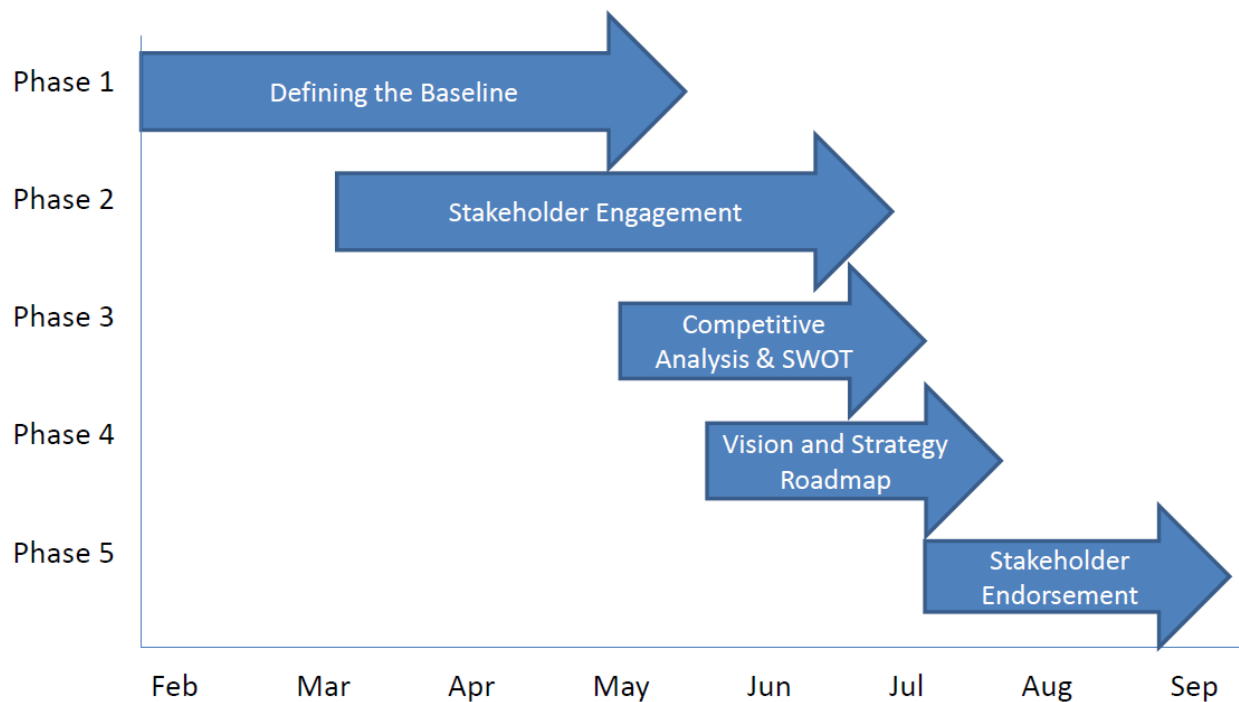 Phase 1
Defining the Baseline
Phase 2
Stakeholder Engagement
Phase 3
Competitive
Analysis & SWOT
Phase 4
Vision and Strategy
Roadmap
Phase 5
Stakeholder
Endorsement
Feb Mar Apr May Jun Jul Aug Sep